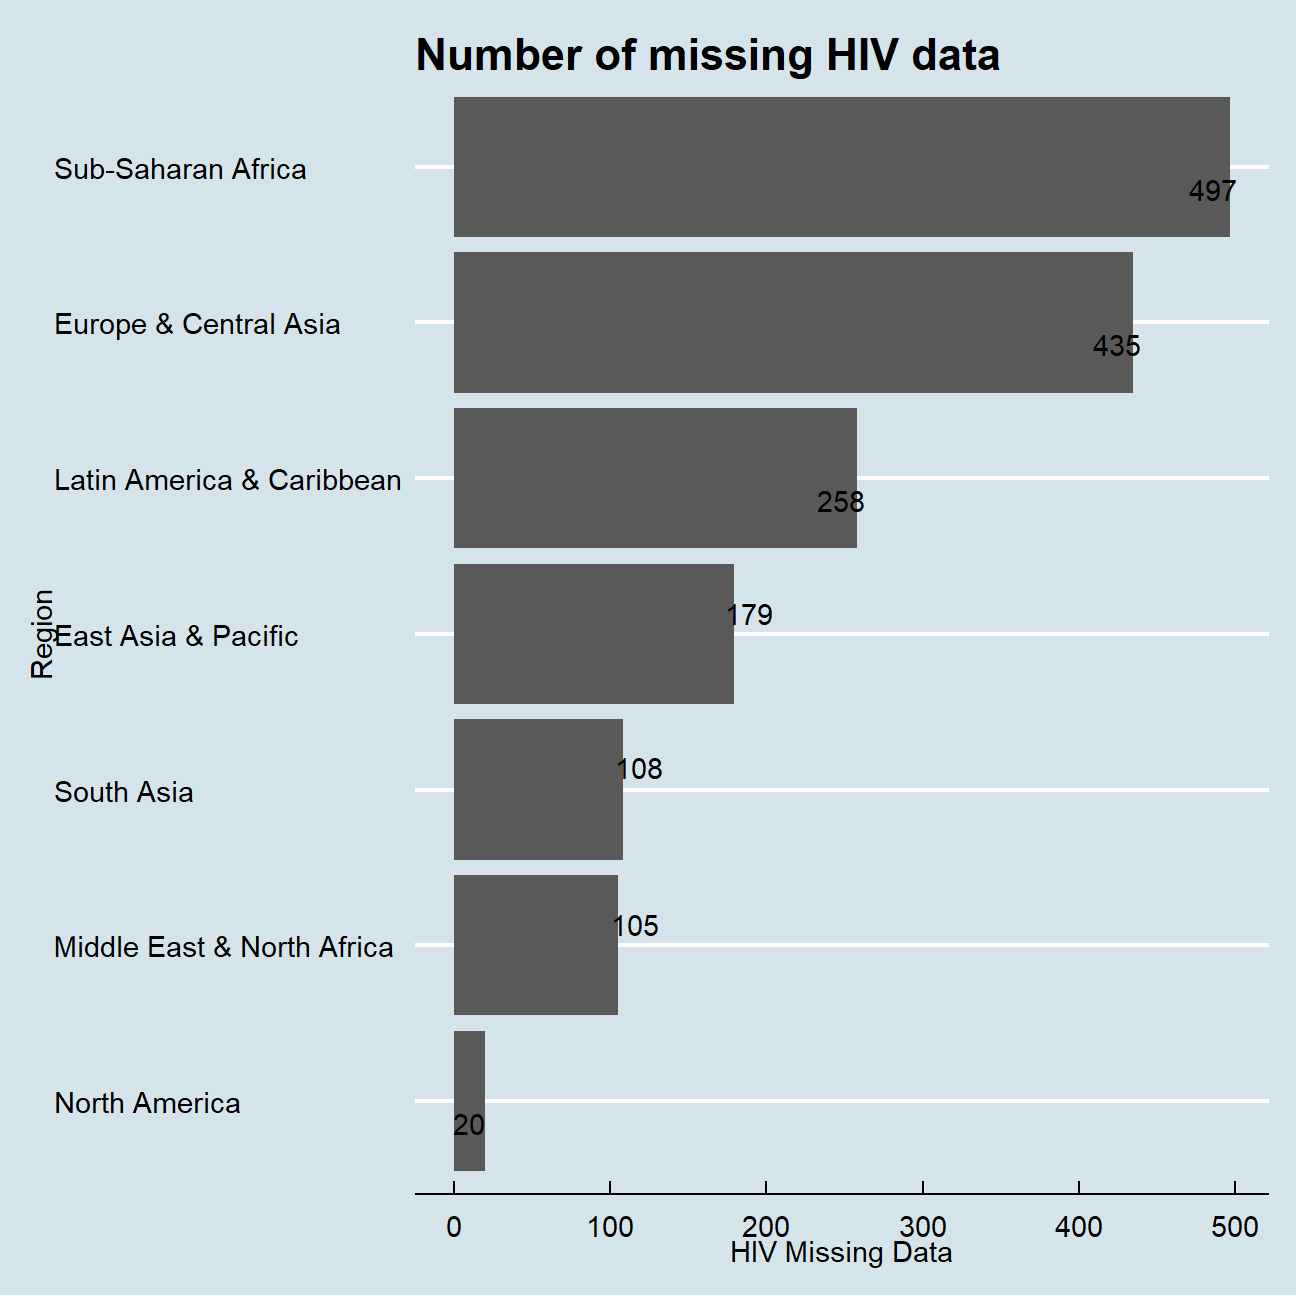 Number of missing HIV data
Sub-Saharan Africa
497
Europe & Central Asia
435
Latin America & Caribbean
258
Region
East Asia & Pacific
179
South Asia
108
Middle East & North Africa
105
North America
20
0 100 200 300 400 500
HIV Missing Data